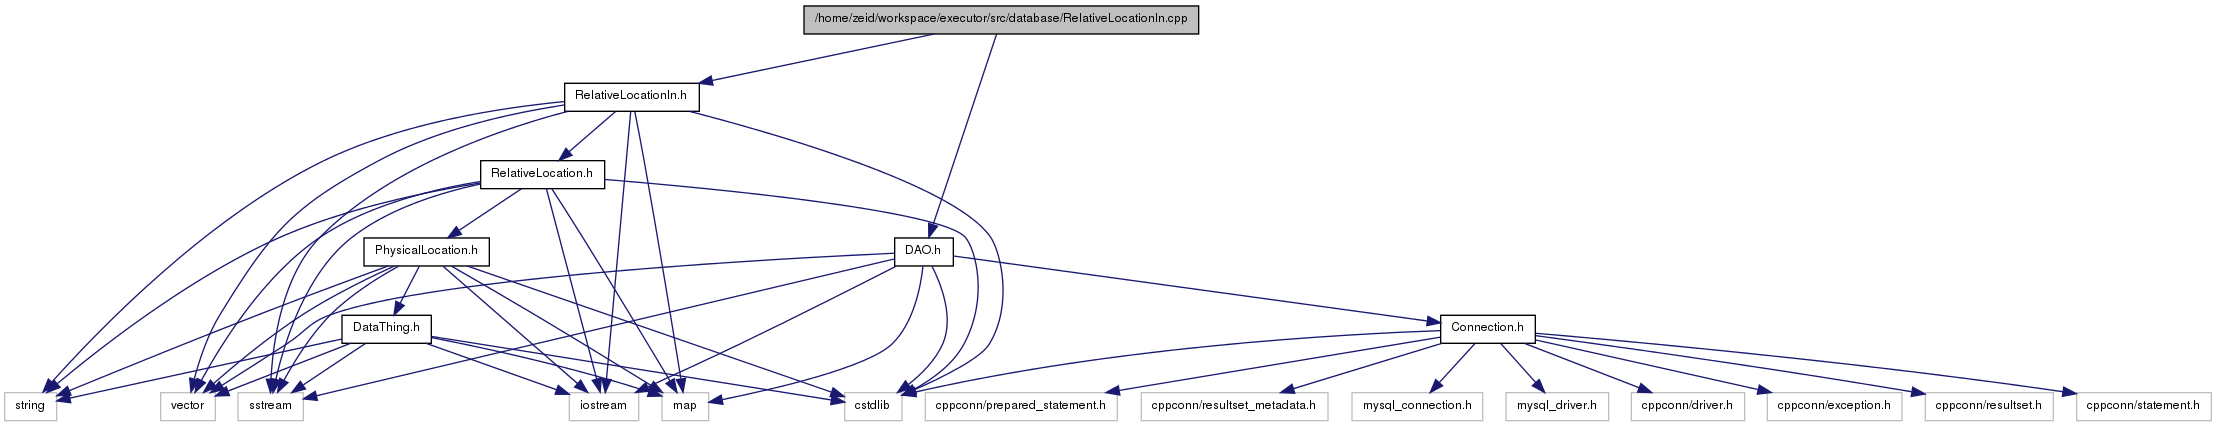 /home/zeid/workspace/executor/src/database/RelativeLocationIn.cpp
RelativeLocationIn.h
RelativeLocation.h
PhysicalLocation.h
DAO.h
DataThing.h
Connection.h
string
vector
sstream
iostream
map
cstdlib
cppconn/prepared_statement.h
cppconn/resultset_metadata.h
mysql_connection.h
mysql_driver.h
cppconn/driver.h
cppconn/exception.h
cppconn/resultset.h
cppconn/statement.h